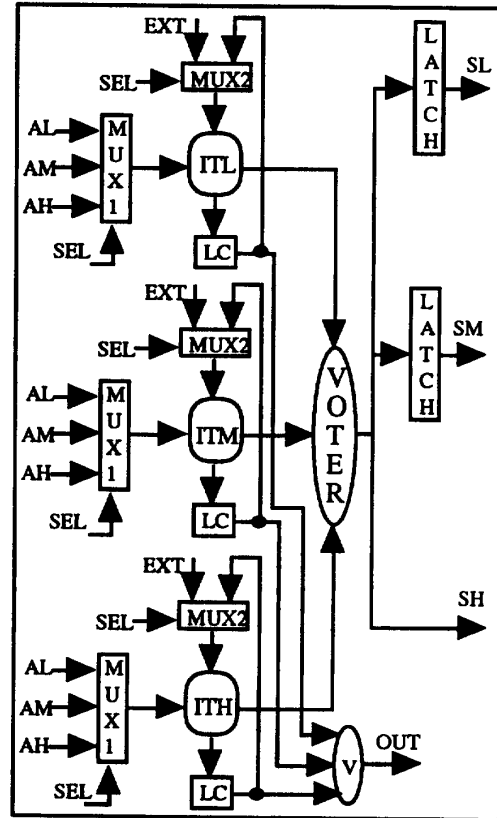 EXT
SEL
MUX2
AL
AM
AH
MUX1
ITL
SEL
LC
LATCH
SL
EXT
SEL
MUX2
AL
AM
AH
MUX1
ITM
SEL
LC
VOTER
LATCH
SM
EXT
SEL
MUX2
AL
AM
AH
MUX1
ITH
SEL
LC
SH
V
OUT